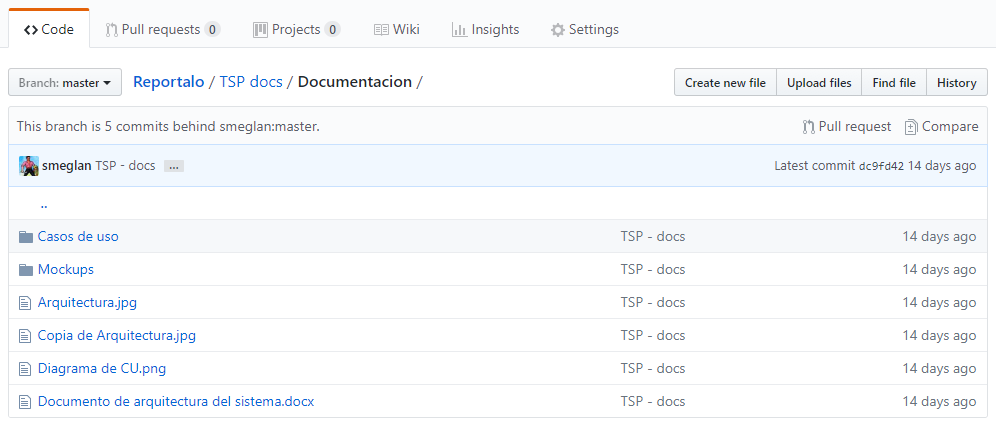 Code Pull requests 0 Projects 0 Wiki Insights Settings
Branch: master Reportalo / TSP docs / Documentacion / Create new file Upload files Find file History
This branch is 5 commits behind smeglan:master. Pull request Compare
smeglan TSP - docs ... Latest commit dc9fd42 14 days ago
..
Casos de uso TSP - docs 14 days ago
Mockups TSP - docs 14 days ago
Arquitectura.jpg TSP - docs 14 days ago
Copia de Arquitectura.jpg TSP - docs 14 days ago
Diagrama de CU.png TSP - docs 14 days ago
Documento de arquitectura del sistema.docx TSP - docs 14 days ago